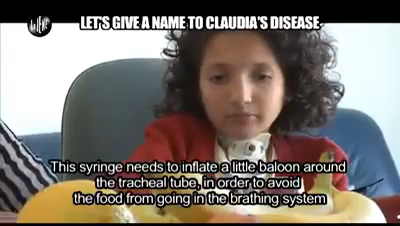 LET'S GIVE A NAME TO CLAUDIA'S DISEASE
This syringe needs to inflate a little baloon around
the tracheal tube, in order to avoid
the food from going in the brathing system